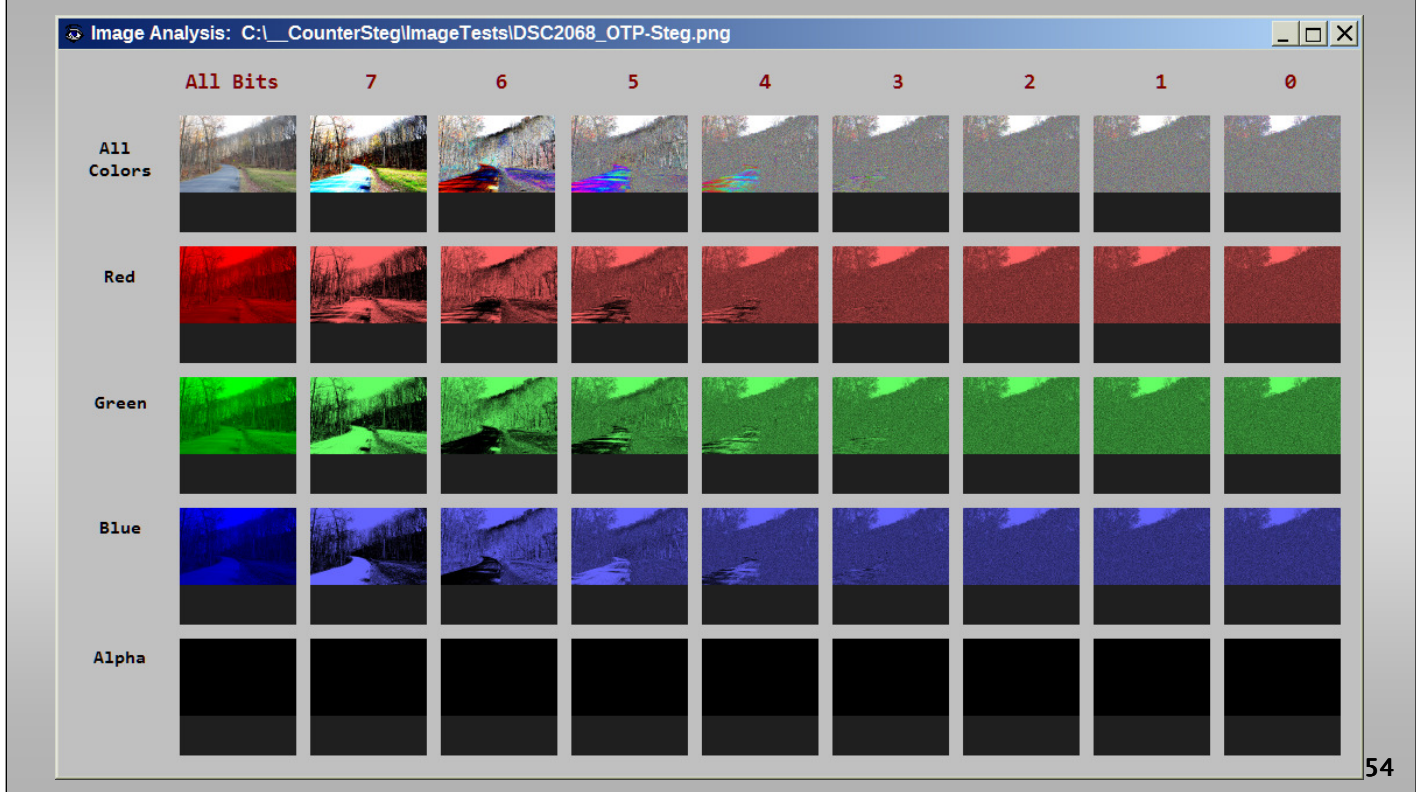 Image Analysis: C:\__CounterSteg\ImageTests\DSC2068_OTP-Steg.png
All Bits 7 6 5 4 3 2 1 0
All
Colors
Red
Green
Blue
Alpha
54